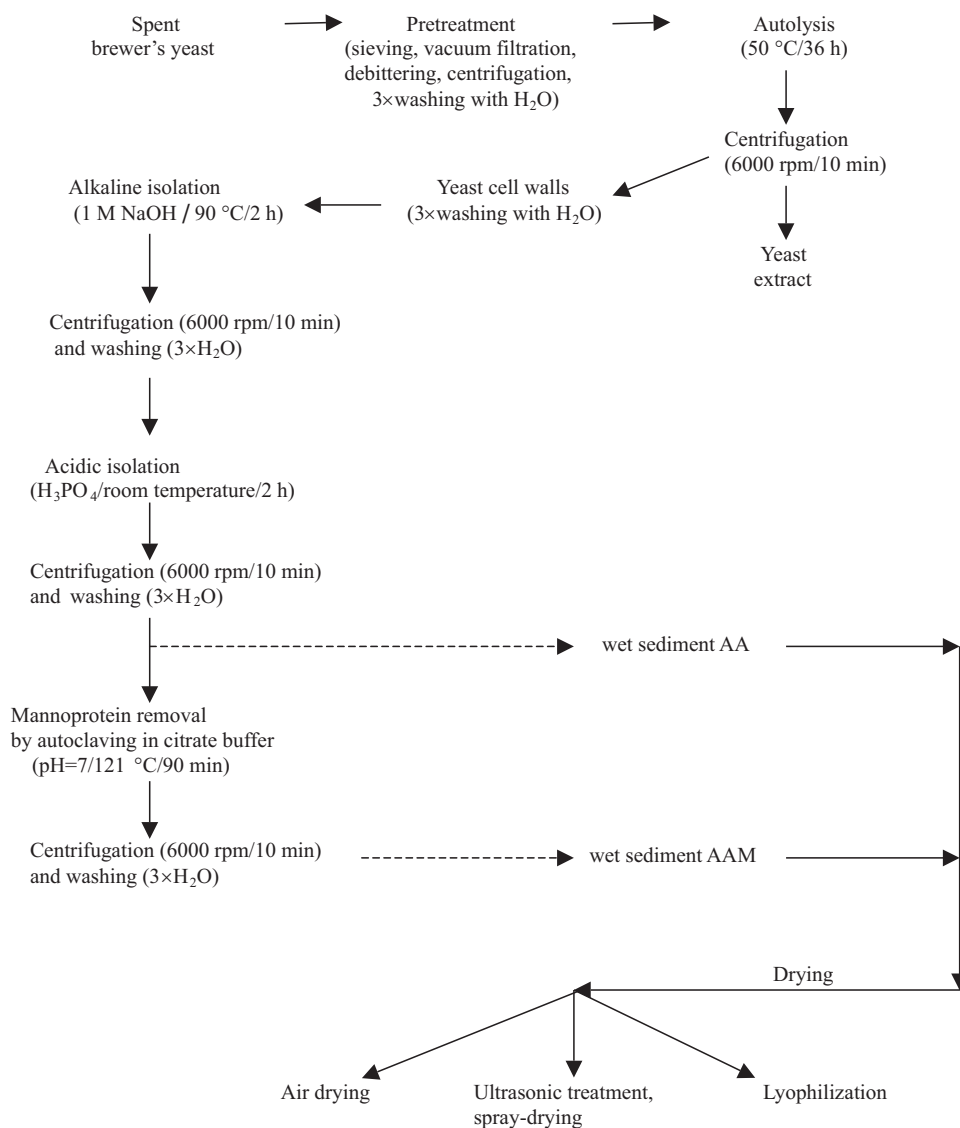 Spent
brewer’s yeast
Pretreatment
(sieving, vacuum filtration,
debittering, centrifugation,
3×washing with H₂O)
Autolysis
(50 °C/36 h)
Centrifugation
(6000 rpm/10 min)
Yeast
extract
Yeast cell walls
(3×washing with H₂O)
Alkaline isolation
(1 M NaOH / 90 °C/2 h)
Centrifugation (6000 rpm/10 min)
and washing (3×H₂O)
Acidic isolation
(H₃PO₄/room temperature/2 h)
Centrifugation (6000 rpm/10 min)
and washing (3×H₂O)
wet sediment AA
Mannoprotein removal
by autoclaving in citrate buffer
(pH=7/121 °C/90 min)
Centrifugation (6000 rpm/10 min)
and washing (3×H₂O)
wet sediment AAM
Drying
Air drying
Ultrasonic treatment,
spray-drying
Lyophilization